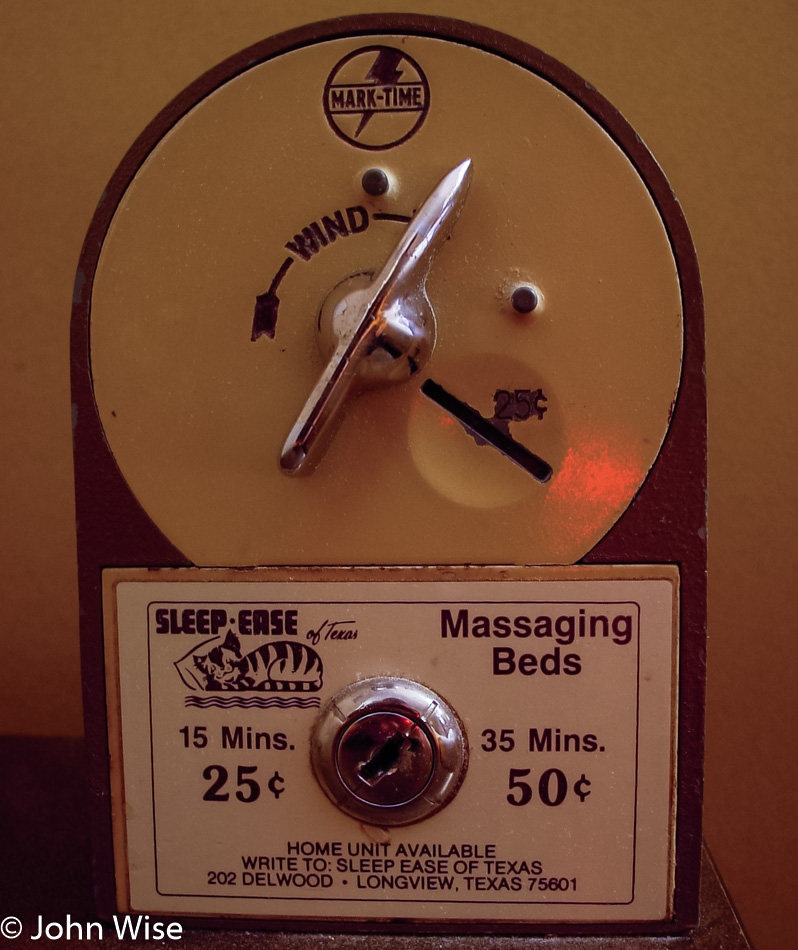 MARK-TIME
WIND
25¢
SLEEP-EASE of Texas
Massaging
Beds
15 Mins.
25¢
35 Mins.
50¢
HOME UNIT AVAILABLE
WRITE TO: SLEEP EASE OF TEXAS
202 DELWOOD • LONGVIEW, TEXAS 75601
© John Wise